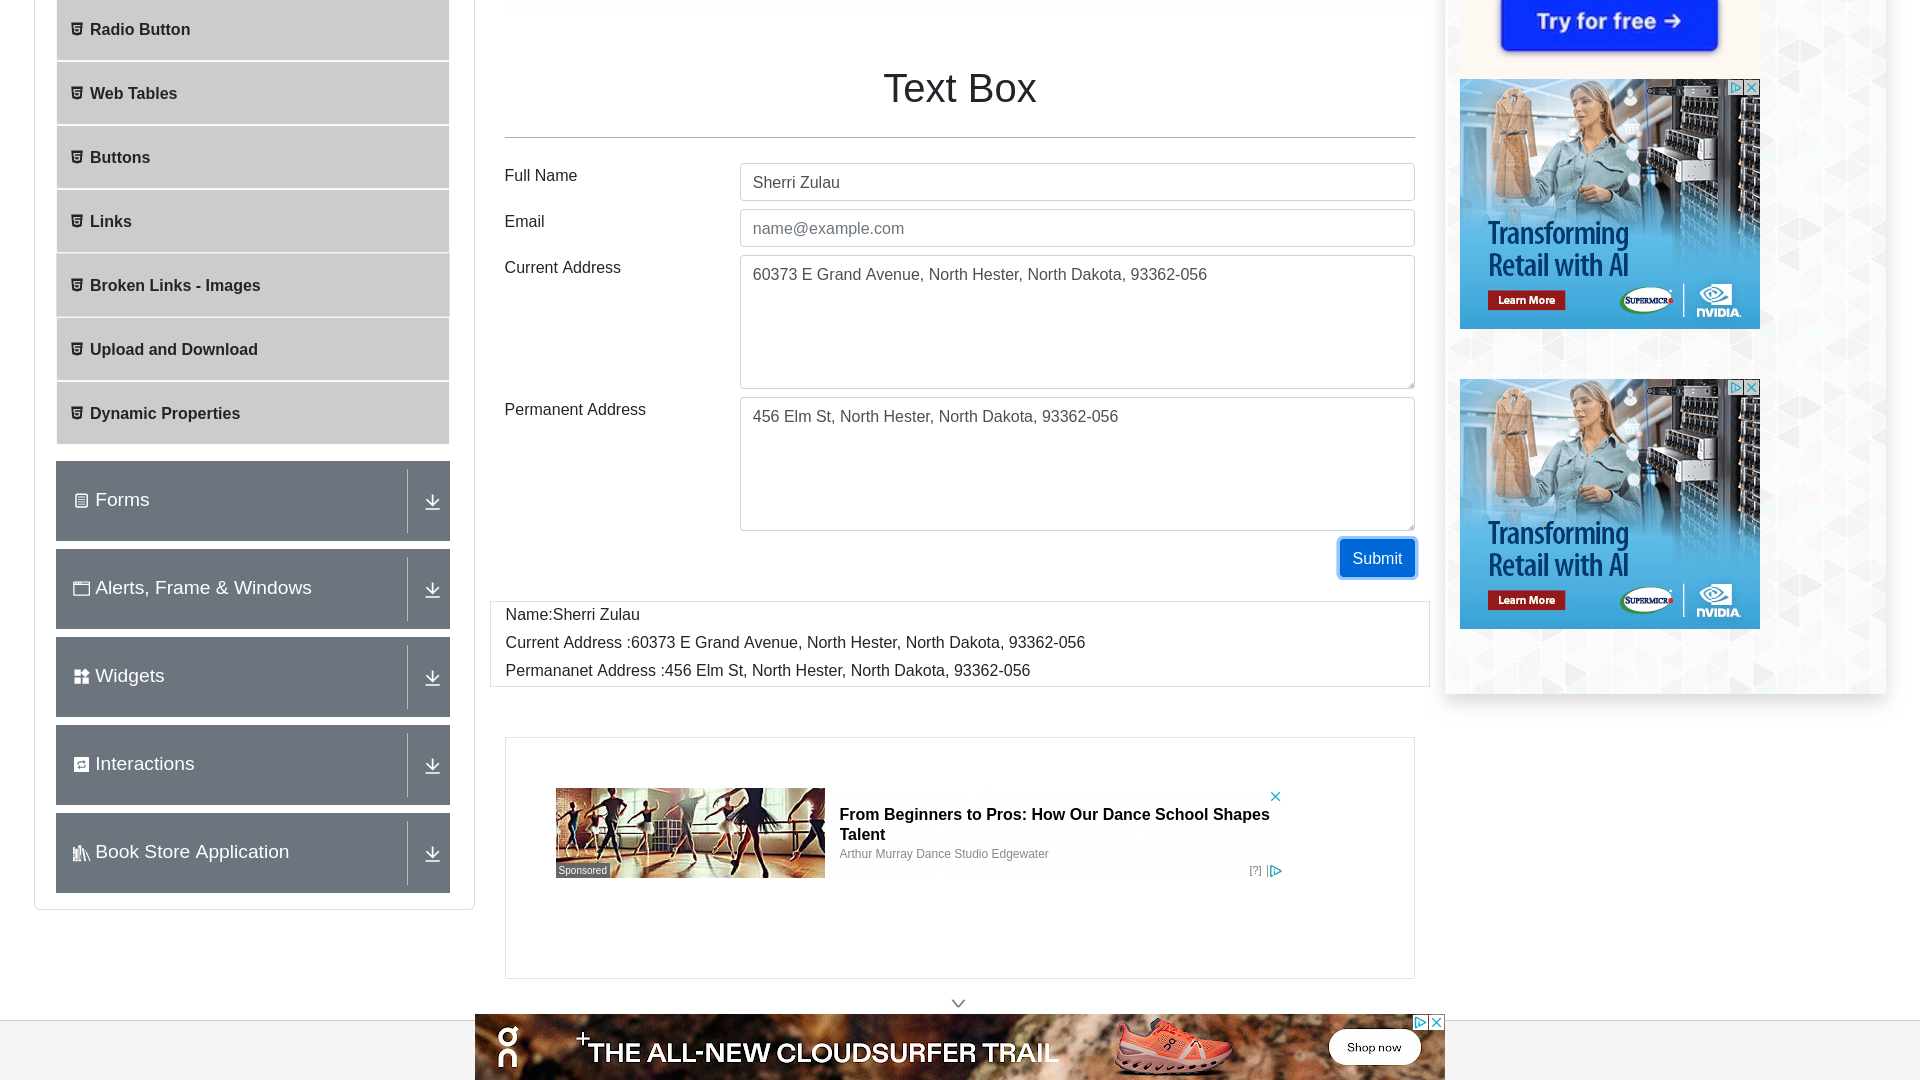 Radio Button
Web Tables
Buttons
Links
Broken Links - Images
Upload and Download
Dynamic Properties
Forms
Alerts, Frame & Windows
Widgets
Interactions
Book Store Application
Text Box
Full Name
Sherri Zulau
Email
name@example.com
Current Address
60373 E Grand Avenue, North Hester, North Dakota, 93362-056
Permanent Address
456 Elm St, North Hester, North Dakota, 93362-056
Submit
Name:Sherri Zulau
Current Address :60373 E Grand Avenue, North Hester, North Dakota, 93362-056
Permananet Address :456 Elm St, North Hester, North Dakota, 93362-056
Sponsored
From Beginners to Pros: How Our Dance School Shapes
Talent
Arthur Murray Dance Studio Edgewater
[?]
Try for free →
Transforming
Retail with AI
Learn More
SUPERMICR
NVIDIA.
Transforming
Retail with AI
Learn More
SUPERMICR
NVIDIA.
On
THE ALL-NEW CLOUDSURFER TRAIL
Shop now